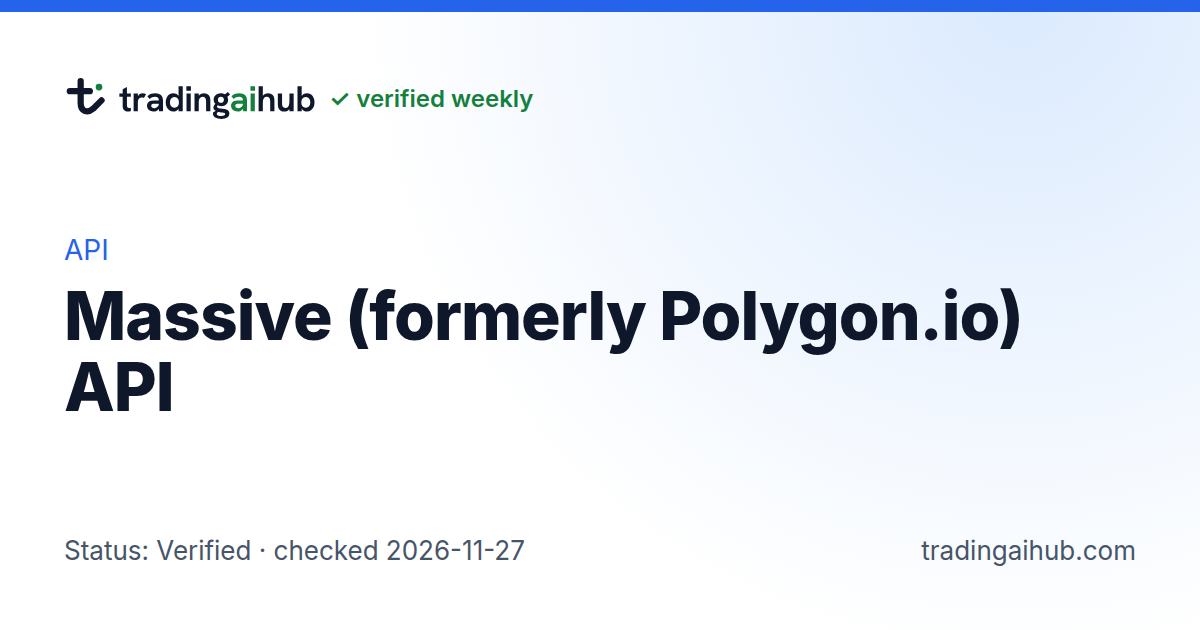 tradingaihub ✓ verified weekly
API
Massive (formerly Polygon.io)
API
Status: Verified · checked 2026-11-27
tradingaihub.com